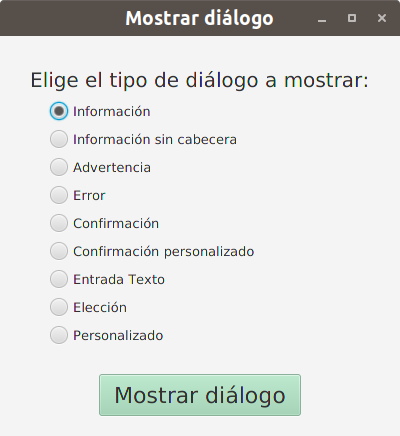 Mostrar diálogo
Elige el tipo de diálogo a mostrar:
Información
Información sin cabecera
Advertencia
Error
Confirmación
Confirmación personalizado
Entrada Texto
Elección
Personalizado
Mostrar diálogo